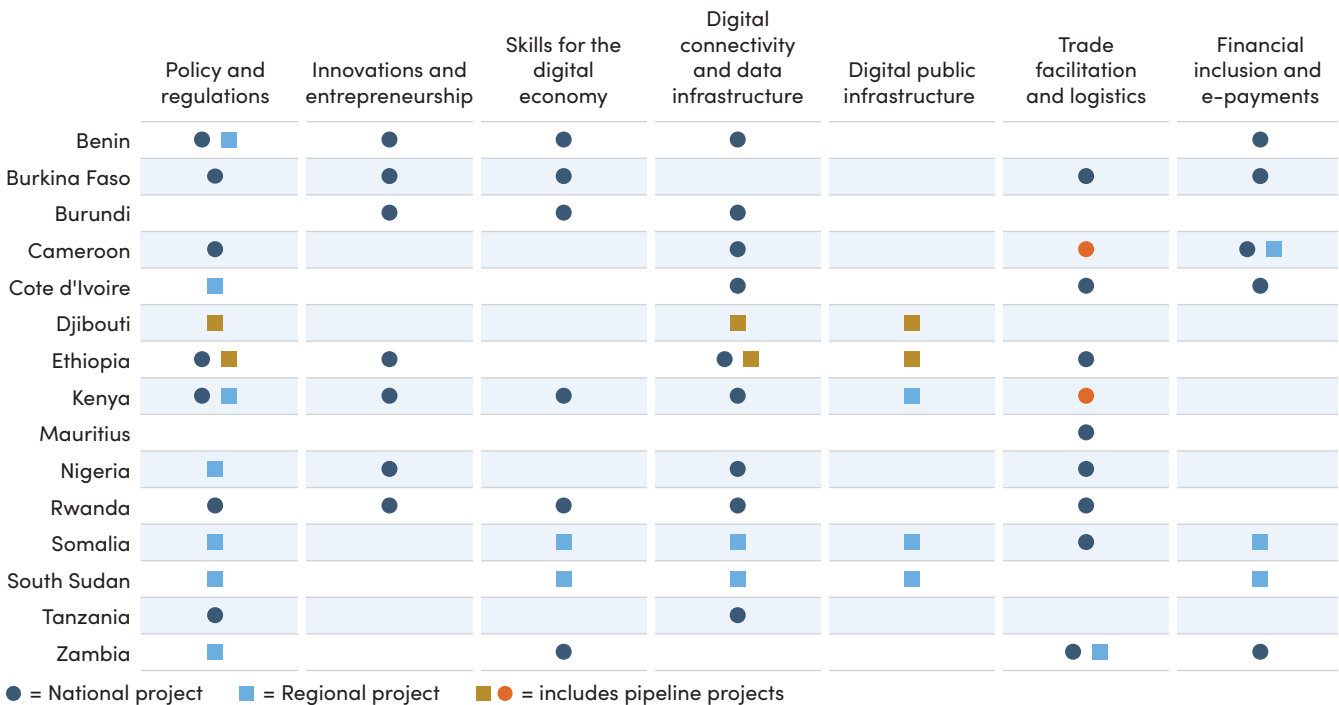 Policy and
regulations
Innovations and
entrepreneurship
Skills for the
digital
economy
Digital
connectivity
and data
infrastructure
Digital public
infrastructure
Trade
facilitation
and logistics
Financial
inclusion and
e-payments
Benin
Burkina Faso
Burundi
Cameroon
Cote d'Ivoire
Djibouti
Ethiopia
Kenya
Mauritius
Nigeria
Rwanda
Somalia
South Sudan
Tanzania
Zambia
= National project = Regional project = includes pipeline projects